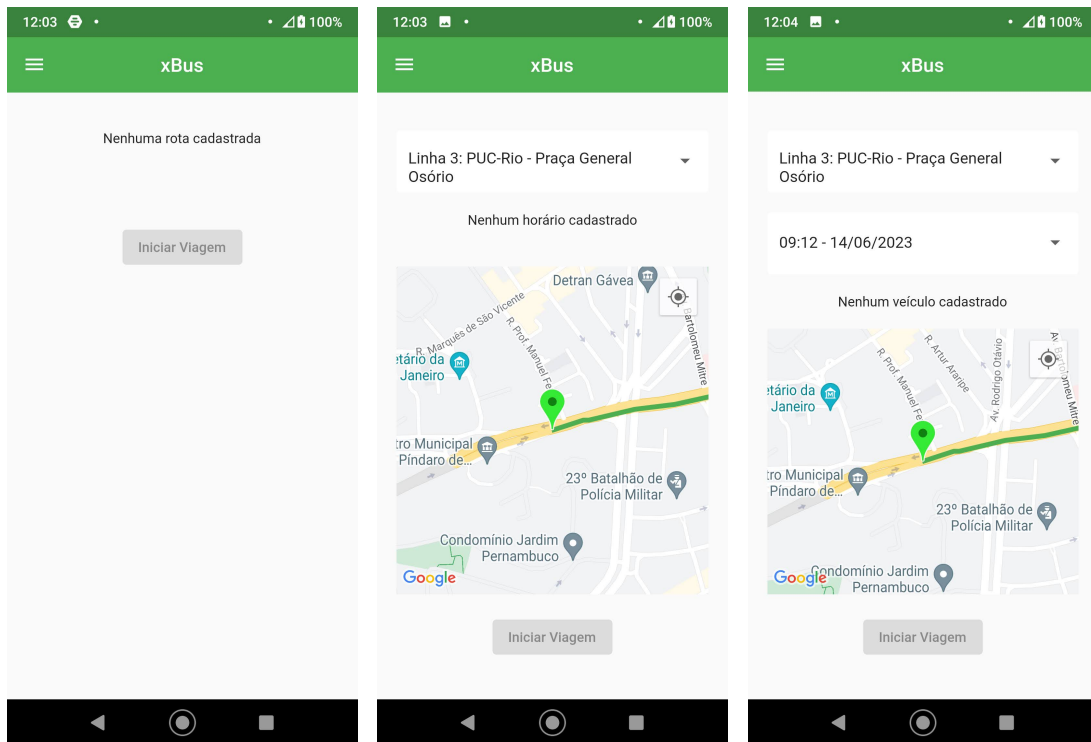 12:03
100%
xBus
Nenhuma rota cadastrada
Iniciar Viagem
12:03
100%
xBus
Linha 3: PUC-Rio - Praça General
Osório
Nenhum horário cadastrado
Detran Gávea
R. Marquês de São Vicente
R. Prof. Manuel Fe
Bartolomeu Mitre
etário da
Janeiro
tro Municipal
Píndaro de...
23º Batalhão de
Polícia Militar
Condomínio Jardim
Pernambuco
Google
Iniciar Viagem
12:04
100%
xBus
Linha 3: PUC-Rio - Praça General
Osório
09:12 - 14/06/2023
Nenhum veículo cadastrado
R. Prof. Manuel Fe
R. Artur Araripe
Av. Rodrigo Otávio
Av. Bartolomeu Mitre
etário da
Janeiro
tro Municipal
Píndaro de...
23º Batalhão de
Polícia Militar
Condomínio Jardim
Pernambuco
Google
Iniciar Viagem